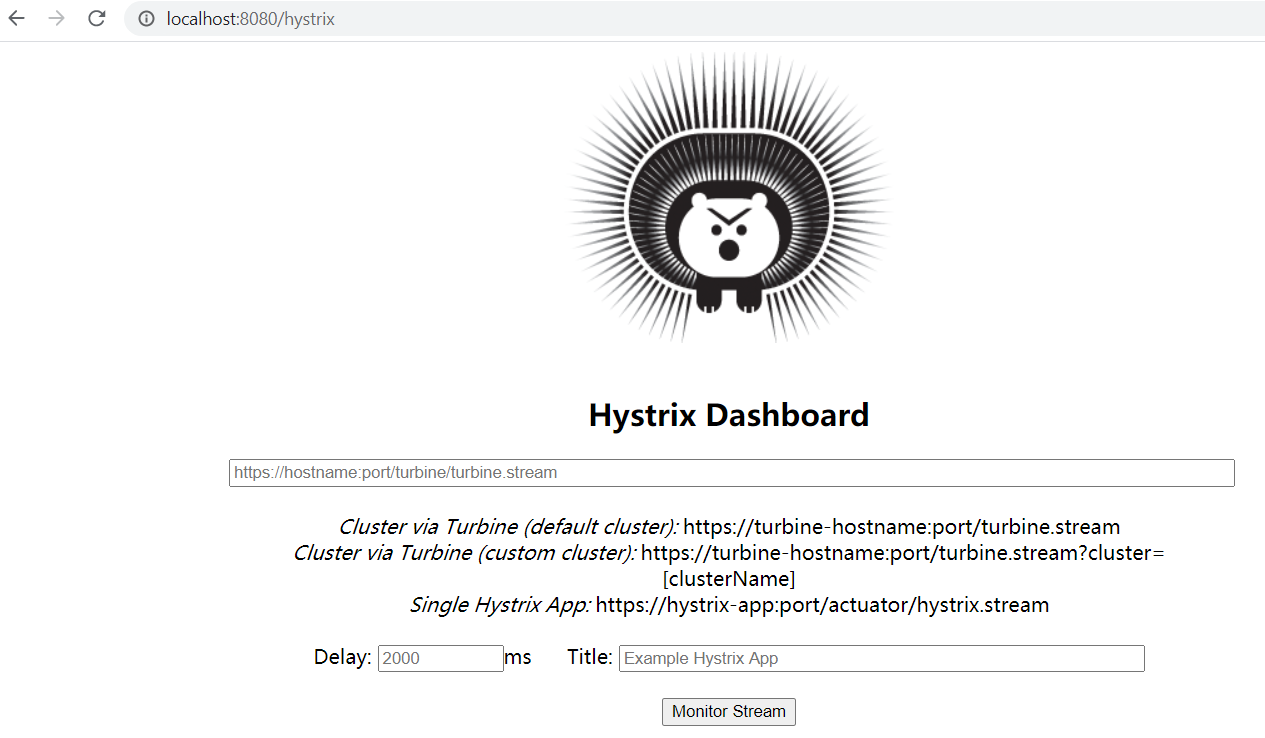 localhost:8080/hystrix
Hystrix Dashboard
https://hostname:port/turbine/turbine.stream
Cluster via Turbine (default cluster): https://turbine-hostname:port/turbine.stream
Cluster via Turbine (custom cluster): https://turbine-hostname:port/turbine.stream?cluster=
[clusterName]
Single Hystrix App: https://hystrix-app:port/actuator/hystrix.stream
Delay: 2000 ms Title: Example Hystrix App
Monitor Stream